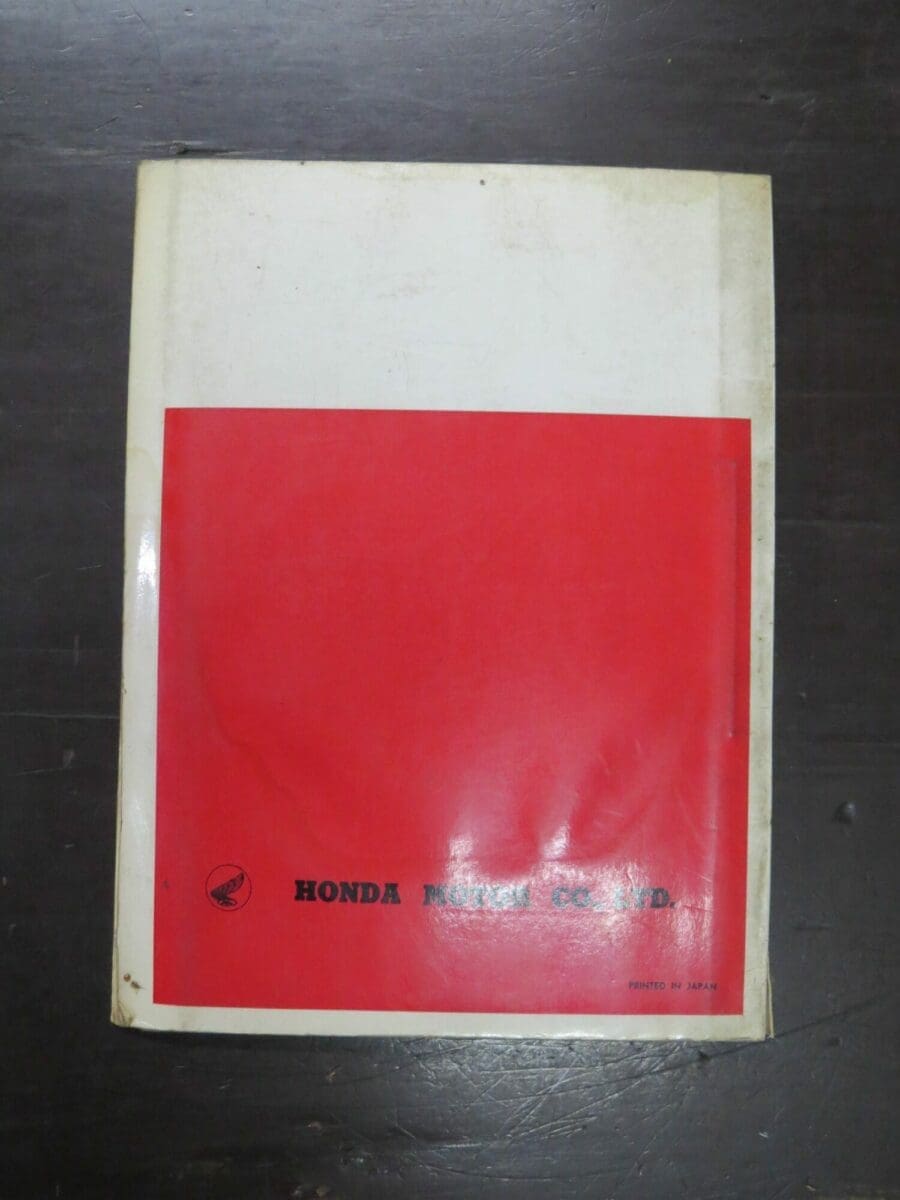 HONDA MOTOR CO., LTD.
PRINTED IN JAPAN